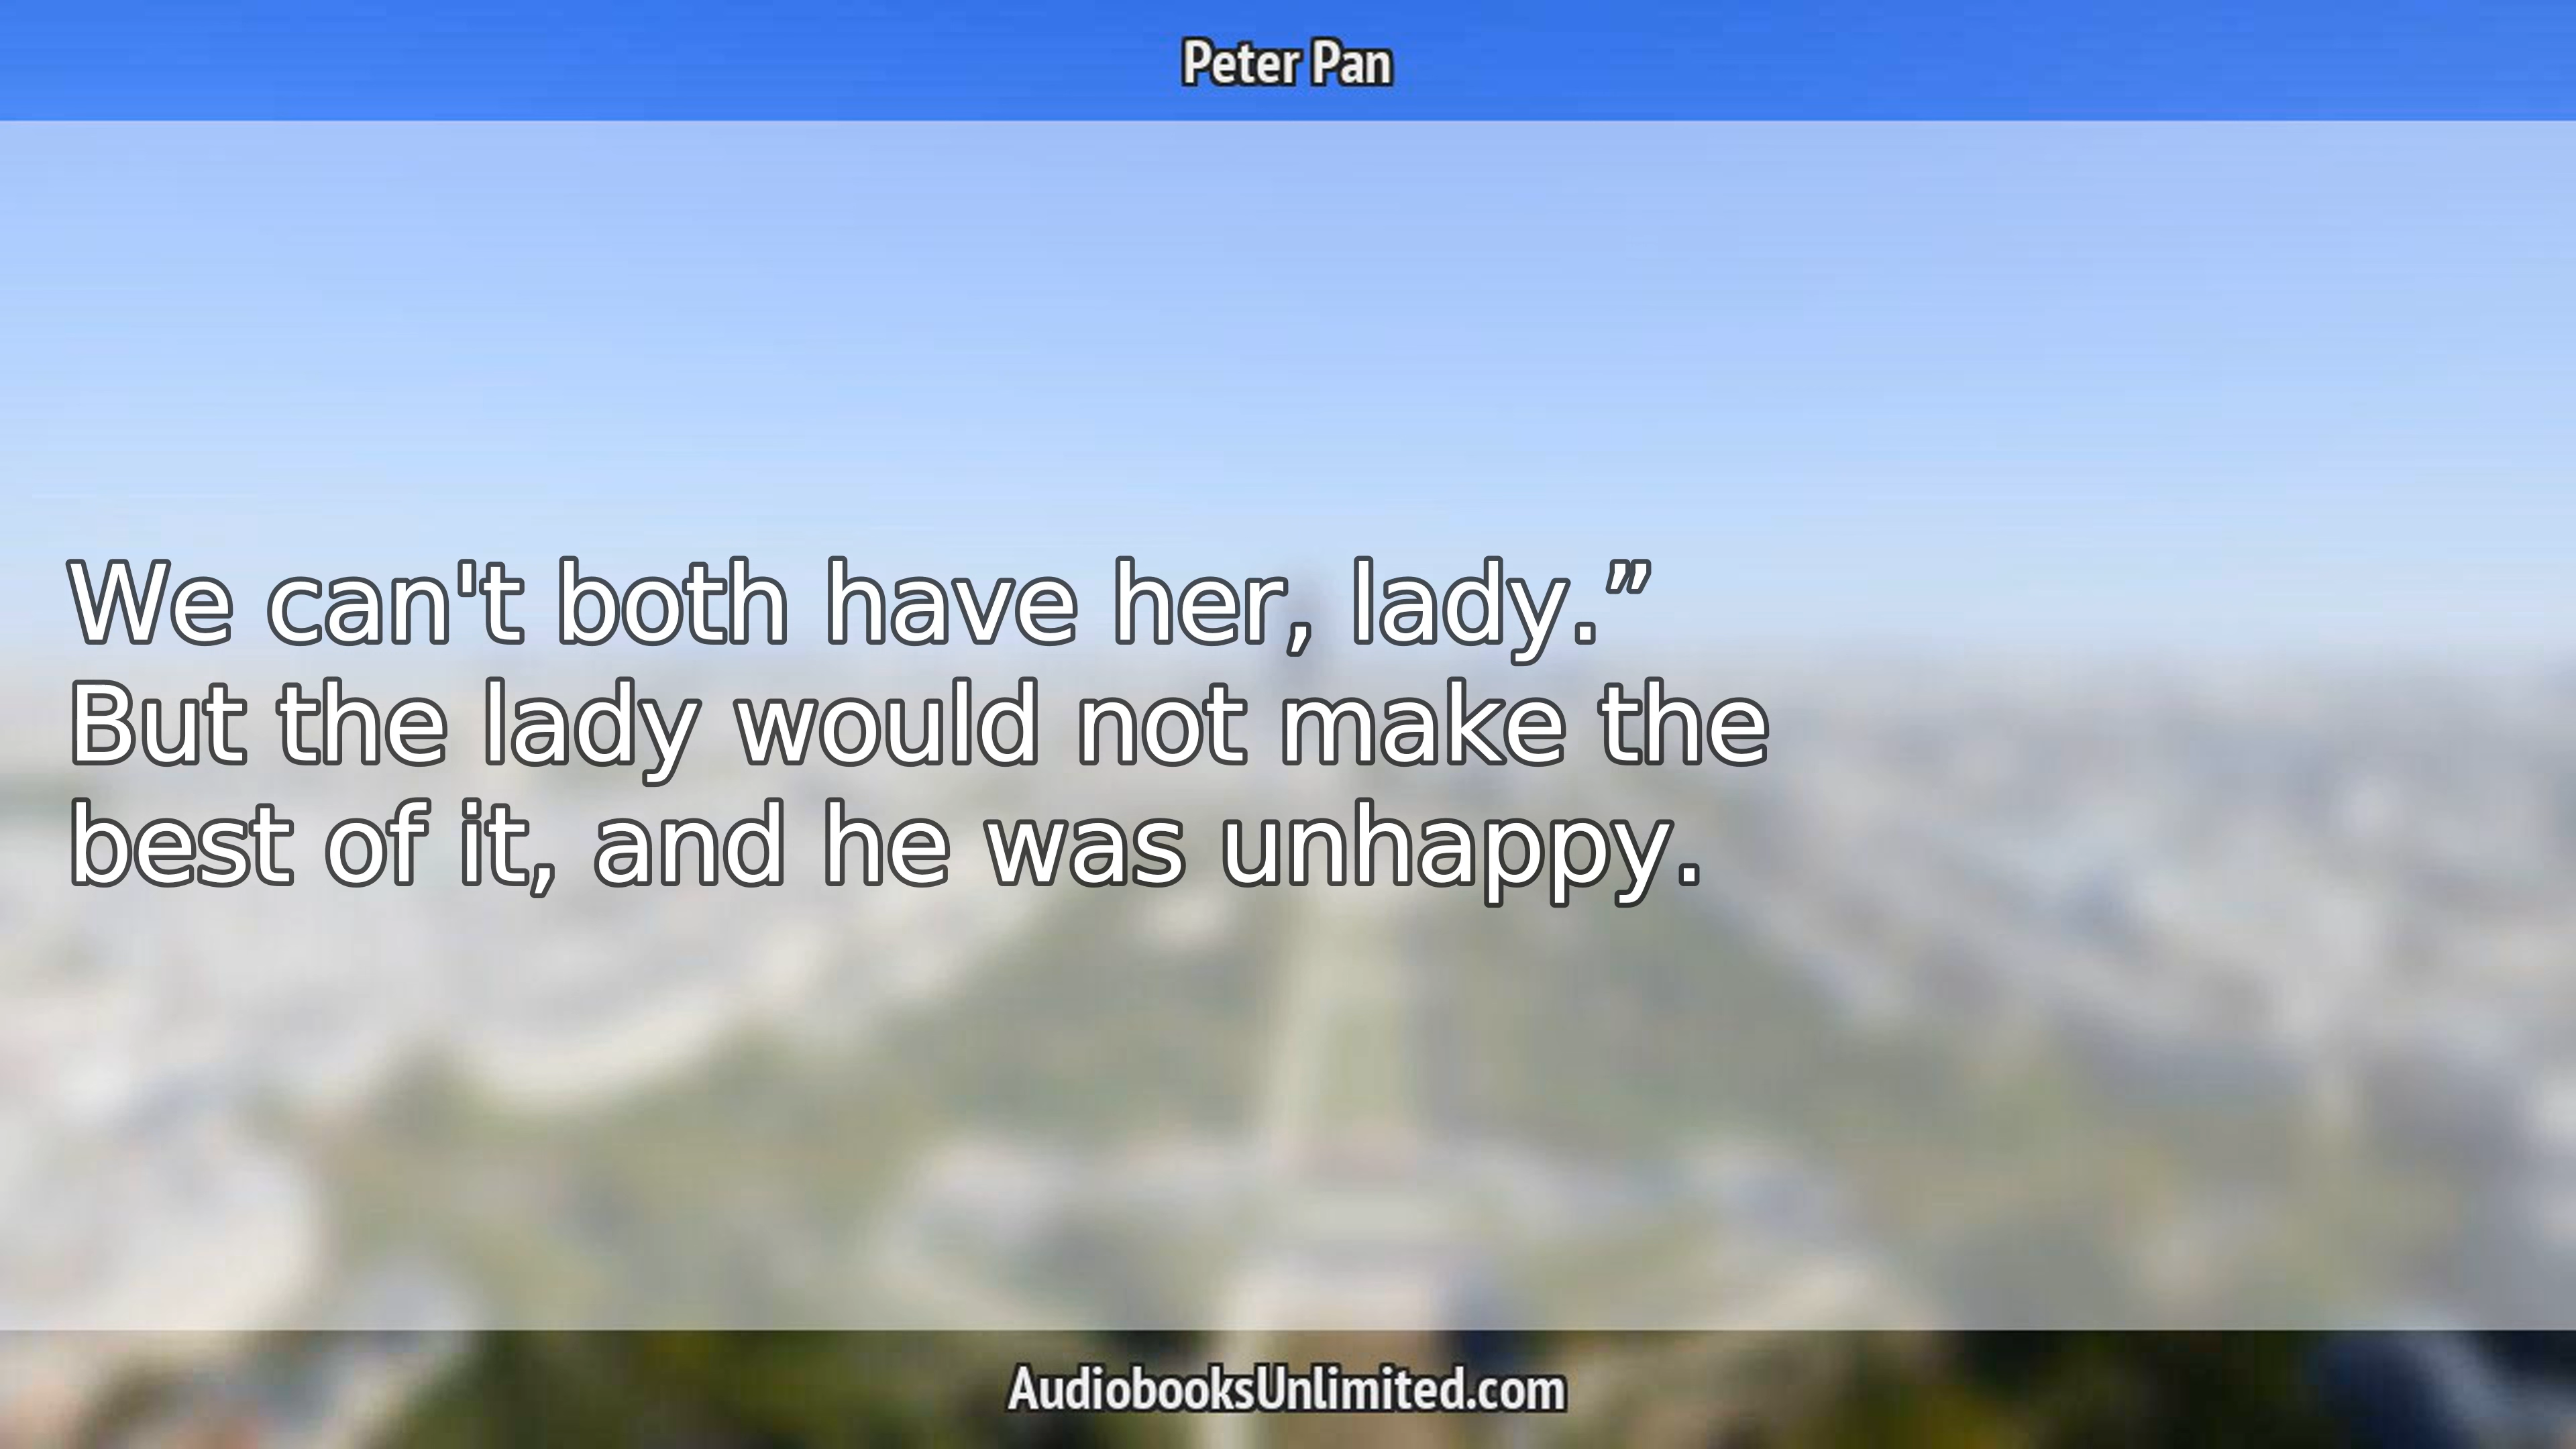 Peter Pan
We can't both have her, lady.”
But the lady would not make the
best of it, and he was unhappy.
AudiobooksUnlimited.com